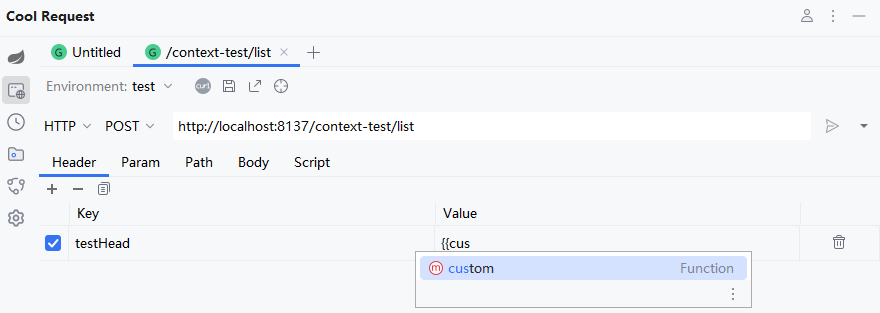 Cool Request
G Untitled G /context-test/list
Environment: test curl
HTTP POST http://localhost:8137/context-test/list
Header Param Path Body Script
Key Value
testHead {{cus
m custom Function